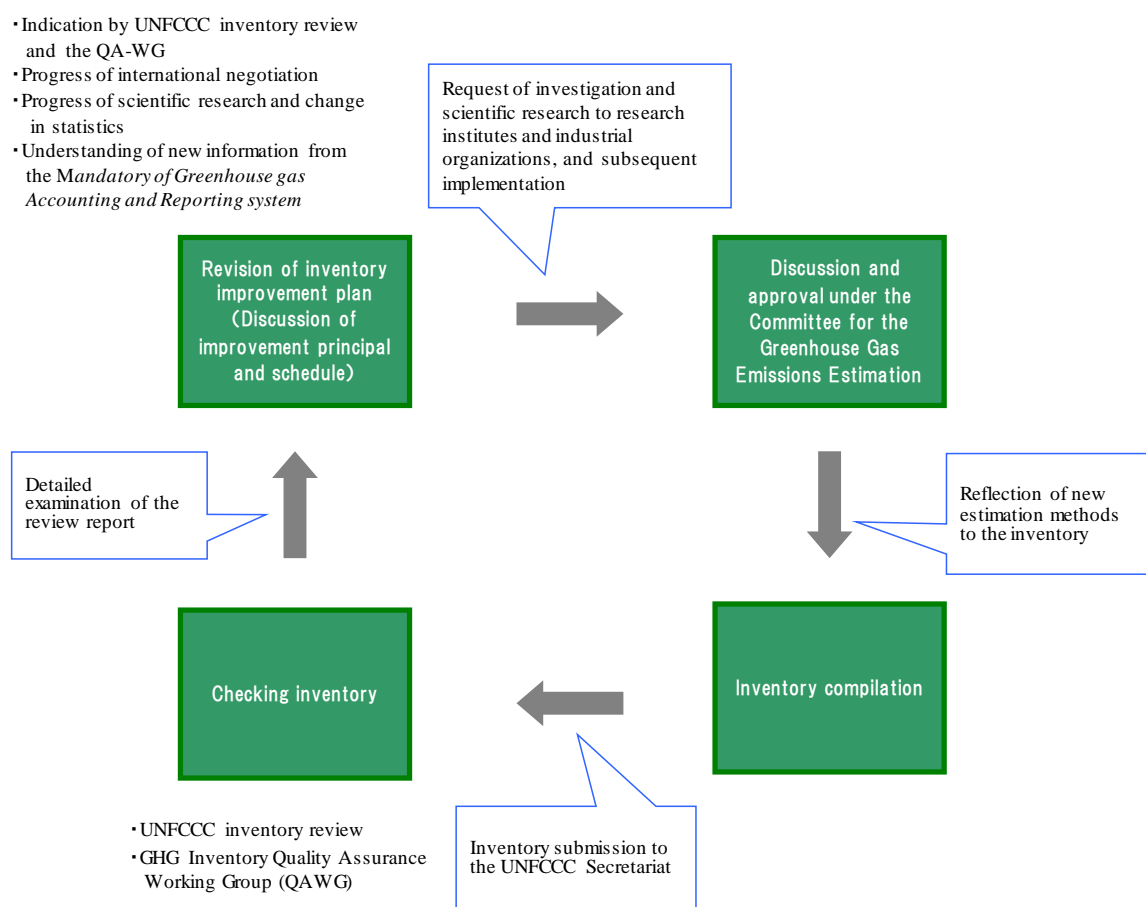 ・Indication by UNFCCC inventory review
and the QA-WG
・Progress of international negotiation
・Progress of scientific research and change
in statistics
・Understanding of new information from
the Mandatory of Greenhouse gas
Accounting and Reporting system
Request of investigation and
scientific research to research
institutes and industrial
organizations, and subsequent
implementation
Revision of inventory
improvement plan
(Discussion of
improvement principal
and schedule)
Discussion and
approval under the
Committee for the
Greenhouse Gas
Emissions Estimation
Detailed
examination of the
review report
Reflection of new
estimation methods
to the inventory
Checking inventory
Inventory compilation
・UNFCCC inventory review
・GHG Inventory Quality Assurance
Working Group (QAWG)
Inventory submission to
the UNFCCC Secretariat